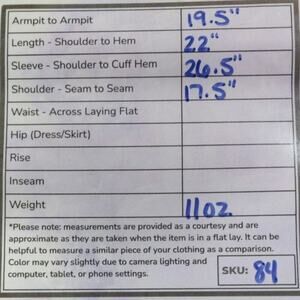 Armpit to Armpit 19.5"
Length - Shoulder to Hem 22"
Sleeve - Shoulder to Cuff Hem 26.5"
Shoulder - Seam to Seam 17.5"
Waist - Across Laying Flat
Hip (Dress/Skirt)
Rise
Inseam
Weight 11oz.
*Please note: measurements are provided as a courtesy and are
approximate as they are taken when the item is in a flat lay. It can be
helpful to measure a similar piece of your clothing as a comparison.
Color may vary slightly due to camera lighting and
computer, tablet, or phone settings.
SKU: 84